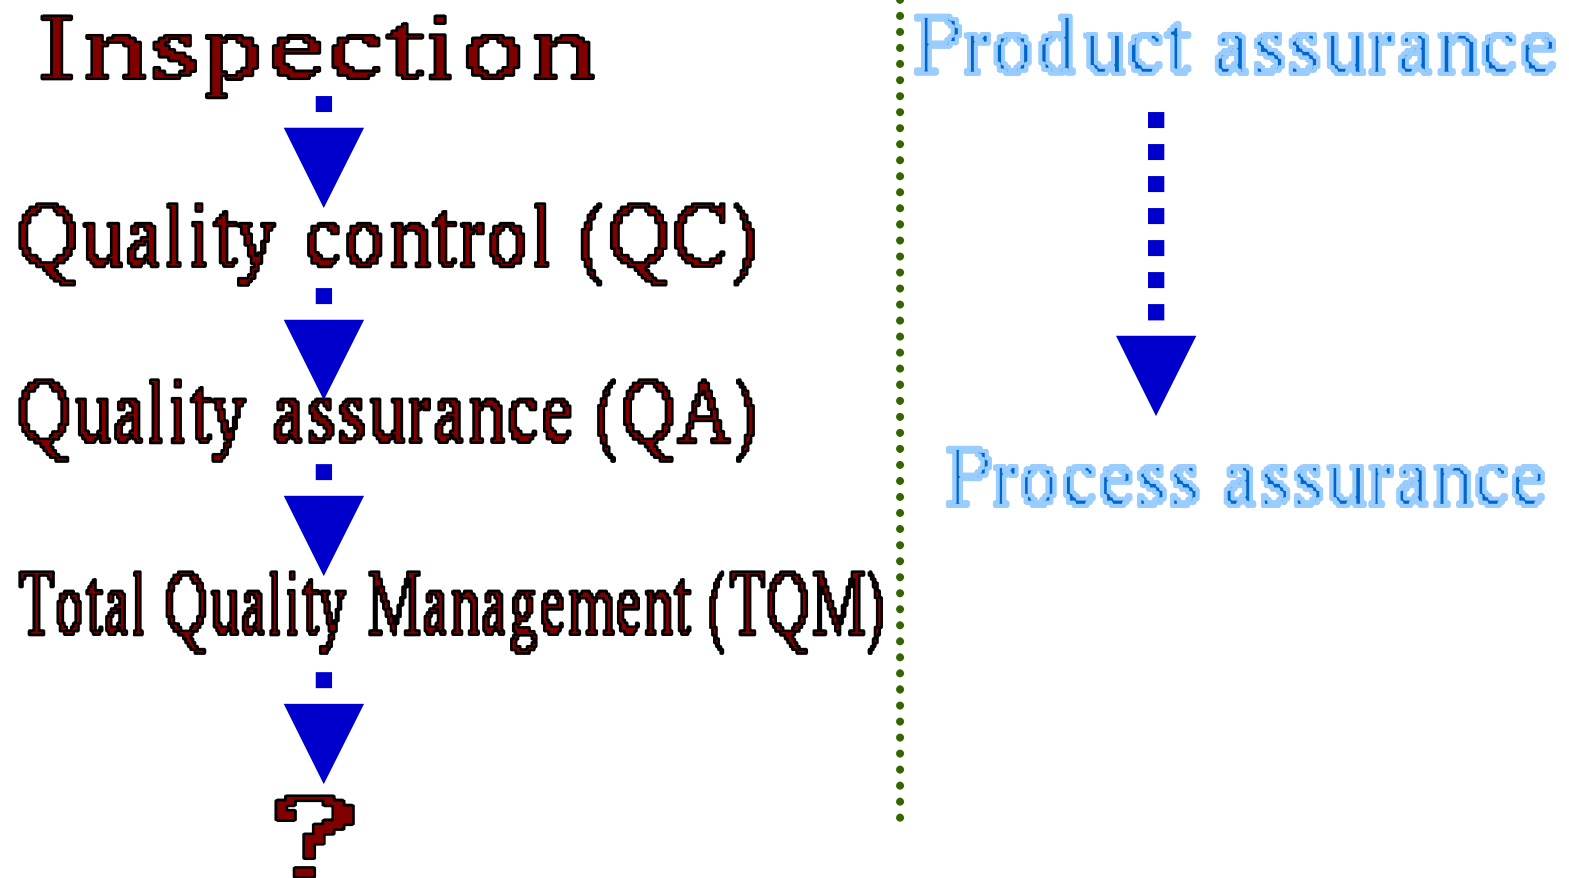 Inspection
Quality control (QC)
Quality assurance (QA)
Total Quality Management (TQM)
?
Product assurance
Process assurance